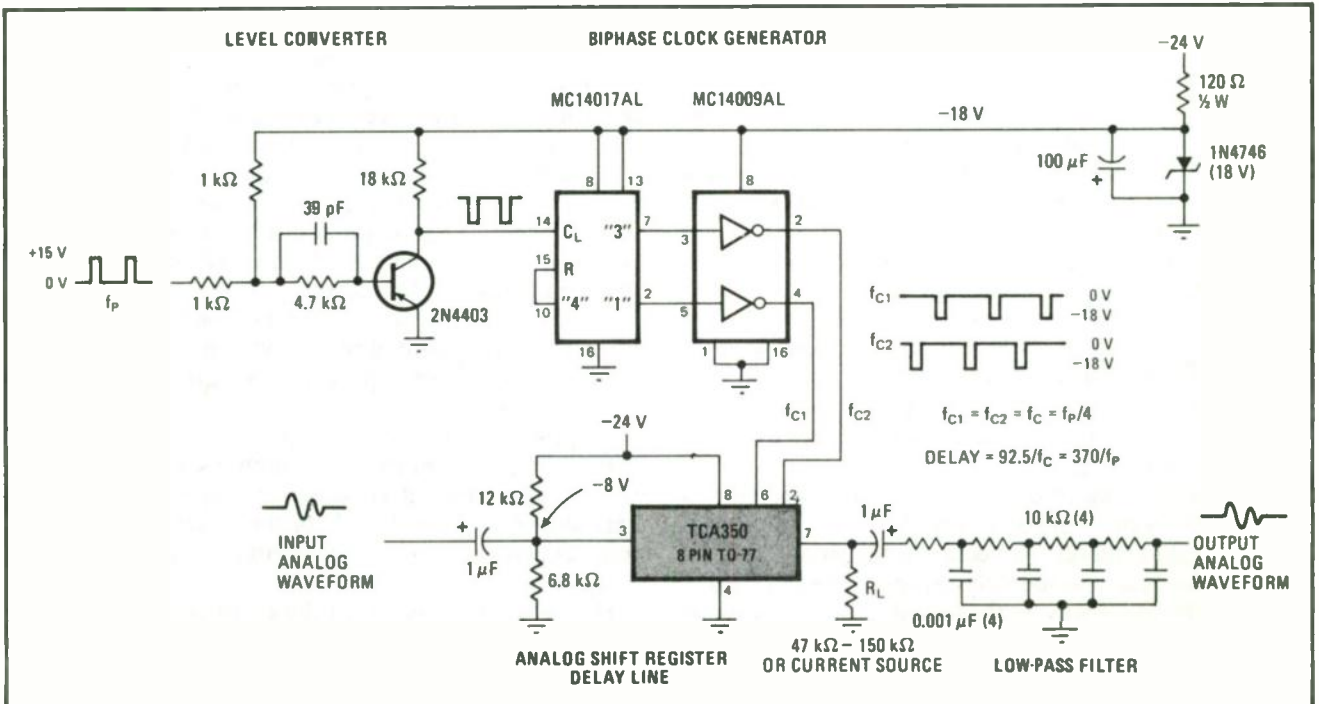 LEVEL CONVERTER
BIPHASE CLOCK GENERATOR
−24 V
120 Ω
½ W
MC14017AL
MC14009AL
−18 V
1N4746
(18 V)
100 µF
+
1 kΩ
18 kΩ
39 pF
8
13
8
14
C_L
"3"
7
3
2
15
R
+15 V
0 V
f_P
1 kΩ
4.7 kΩ
2N4403
"4"
"1"
10
2
5
4
16
1
16
f_C1
0 V
−18 V
f_C2
0 V
−18 V
f_C1
f_C2
f_C1 = f_C2 = f_C = f_P/4
DELAY = 92.5/f_C = 370/f_P
−24 V
12 kΩ
−8 V
8
6
2
INPUT
ANALOG
WAVEFORM
+
1 µF
6.8 kΩ
3
TCA350
8 PIN TO-77
7
4
1 µF
+
10 kΩ (4)
OUTPUT
ANALOG
WAVEFORM
R_L
0.001 µF (4)
47 kΩ – 150 kΩ
OR CURRENT SOURCE
LOW-PASS FILTER
ANALOG SHIFT REGISTER
DELAY LINE